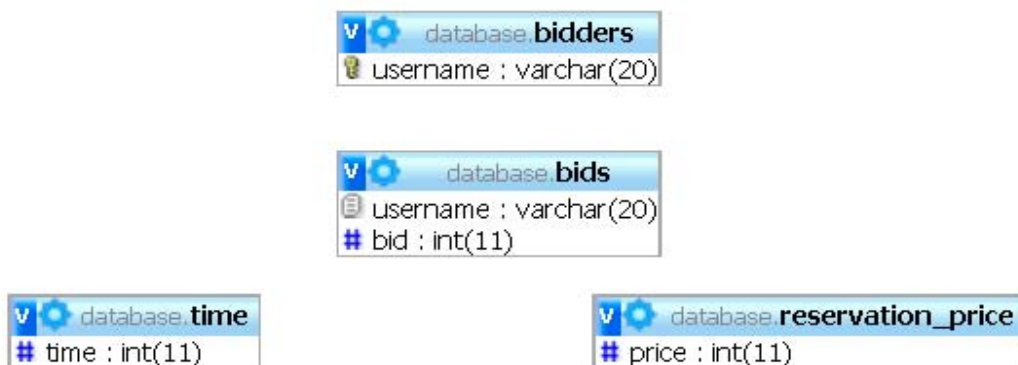 database.bidders
username : varchar(20)
database.bids
username : varchar(20)
# bid : int(11)
database.time
# time : int(11)
database.reservation_price
# price : int(11)